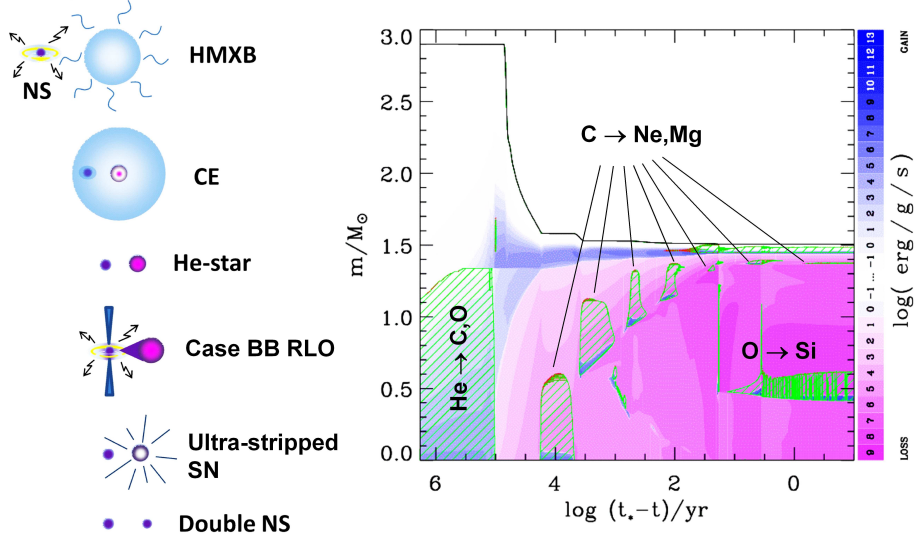 HMXB
NS
CE
He-star
Case BB RLO
Ultra-stripped
SN
Double NS
m/M☉
3.0
2.5
2.0
1.5
1.0
0.5
0.0
C → Ne,Mg
He → C,O
O → Si
6
4
2
0
log (t*-t)/yr
GAIN
13
12
11
10
9
8
7
6
5
4
3
2
1
0
-1 ... -1
0
1
2
3
4
5
6
7
8
9
LOSS
log( erg / g / s )